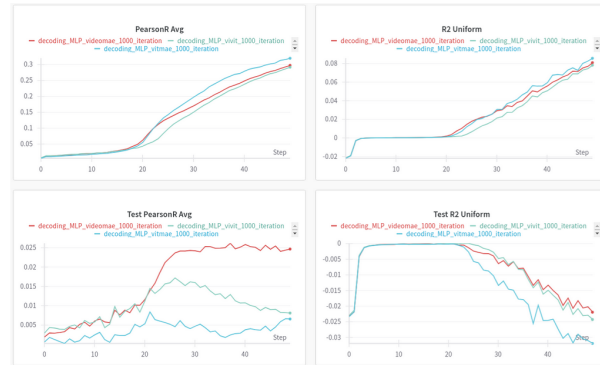 PearsonR Avg
decoding_MLP_videomae_1000_iteration decoding_MLP_vivit_1000_iteration
decoding_MLP_vitmae_1000_iteration
0.3
0.25
0.2
0.15
0.1
0.05
Step
0 10 20 30 40
R2 Uniform
decoding_MLP_videomae_1000_iteration decoding_MLP_vivit_1000_iteration
decoding_MLP_vitmae_1000_iteration
0.08
0.06
0.04
0.02
0
-0.02
Step
0 10 20 30 40
Test PearsonR Avg
decoding_MLP_videomae_1000_iteration decoding_MLP_vivit_1000_iteration
decoding_MLP_vitmae_1000_iteration
0.025
0.02
0.015
0.01
0.005
Step
0 10 20 30 40
Test R2 Uniform
decoding_MLP_videomae_1000_iteration decoding_MLP_vivit_1000_iteration
decoding_MLP_vitmae_1000_iteration
0
-0.005
-0.01
-0.015
-0.02
-0.025
-0.03
Step
0 10 20 30 40